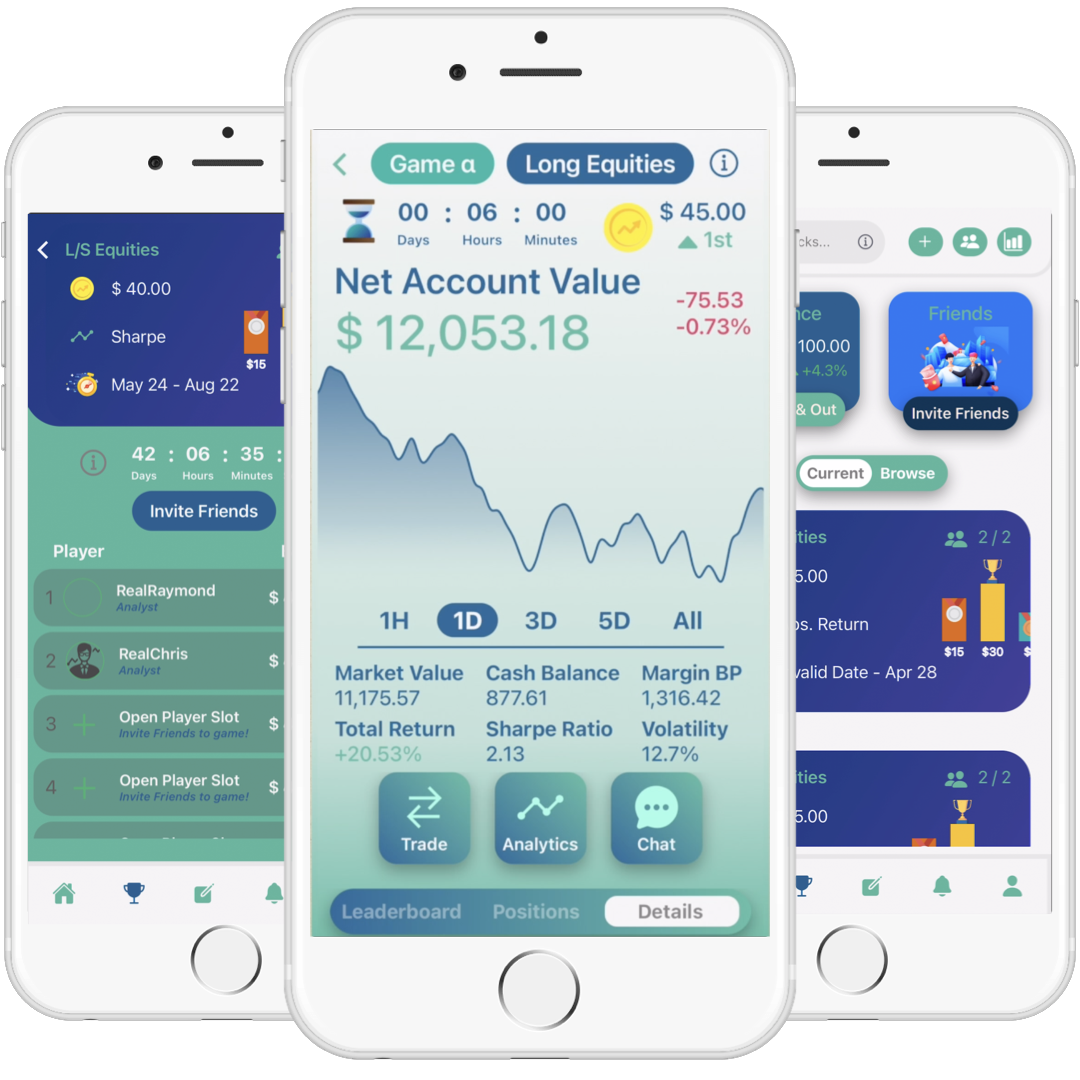 L/S Equities
$ 40.00
Sharpe
$15
May 24 - Aug 22
42 : 06 : 35 :
Days Hours Minutes
Invite Friends
Player
1 RealRaymond $
Analyst
2 RealChris $
Analyst
3 Open Player Slot $
Invite Friends to game!
4 Open Player Slot $
Invite Friends to game!
Game α Long Equities i
00 : 06 : 00
Days Hours Minutes
$ 45.00
1st
Net Account Value
$ 12,053.18
-75.53
-0.73%
1H 1D 3D 5D All
Market Value Cash Balance Margin BP
11,175.57 877.61 1,316.42
Total Return Sharpe Ratio Volatility
+20.53% 2.13 12.7%
Trade Analytics Chat
Leaderboard Positions Details
cks...
nce
100.00
+4.3%
& Out
Friends
Invite Friends
Current Browse
ities 2 / 2
5.00
os. Return
$15 $30 $
valid Date - Apr 28
ities 2 / 2
5.00